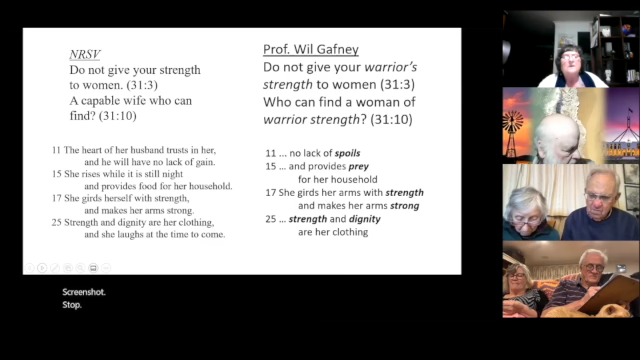 NRSV
Do not give your strength
to women. (31:3)
A capable wife who can
find? (31:10)
11 The heart of her husband trusts in her,
and he will have no lack of gain.
15 She rises while it is still night
and provides food for her household.
17 She girds herself with strength,
and makes her arms strong.
25 Strength and dignity are her clothing,
and she laughs at the time to come.
Prof. Wil Gafney
Do not give your warrior's
strength to women (31:3)
Who can find a woman of
warrior strength? (31:10)
11 ... no lack of spoils
15 ... and provides prey
for her household
17 She girds her arms with strength
and makes her arms strong
25 ... strength and dignity
are her clothing
Screenshot.
Stop.